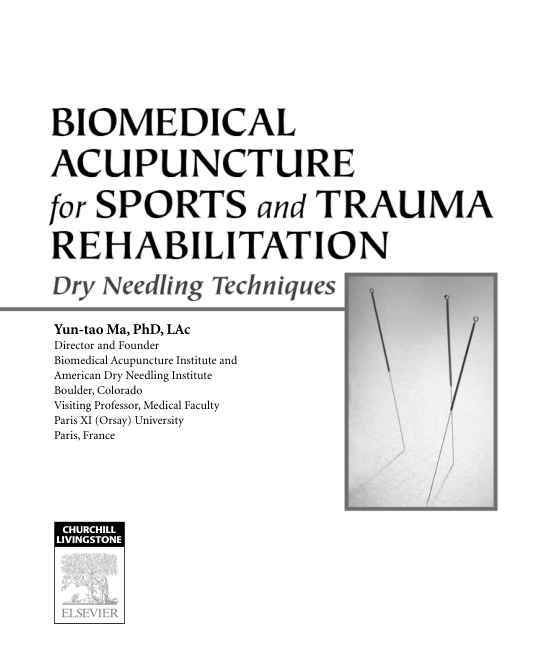 BIOMEDICAL
ACUPUNCTURE
for SPORTS and TRAUMA
REHABILITATION
Dry Needling Techniques
Yun-tao Ma, PhD, LAc
Director and Founder
Biomedical Acupuncture Institute and
American Dry Needling Institute
Boulder, Colorado
Visiting Professor, Medical Faculty
Paris XI (Orsay) University
Paris, France
CHURCHILL
LIVINGSTONE
ELSEVIER